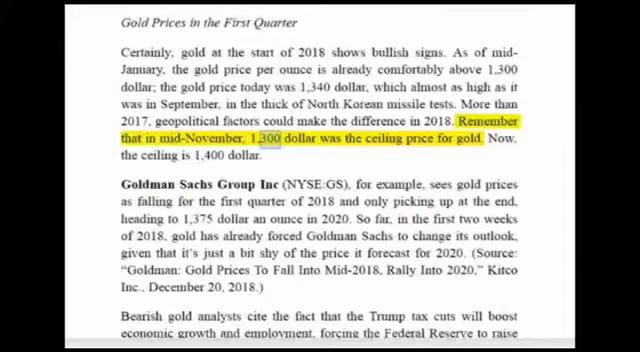 Gold Prices in the First Quarter
Certainly, gold at the start of 2018 shows bullish signs. As of mid-
January, the gold price per ounce is already comfortably above 1,300
dollar; the gold price today was 1,340 dollar, which almost as high as it
was in September, in the thick of North Korean missile tests. More than
2017, geopolitical factors could make the difference in 2018. Remember
that in mid-November, 1,300 dollar was the ceiling price for gold. Now,
the ceiling is 1,400 dollar.
Goldman Sachs Group Inc (NYSE:GS), for example, sees gold prices
as falling for the first quarter of 2018 and only picking up at the end,
heading to 1,375 dollar an ounce in 2020. So far, in the first two weeks
of 2018, gold has already forced Goldman Sachs to change its outlook,
given that it's just a bit shy of the price it forecast for 2020. (Source:
"Goldman: Gold Prices To Fall Into Mid-2018, Rally Into 2020," Kitco
Inc., December 20, 2018.)
Bearish gold analysts cite the fact that the Trump tax cuts will boost
economic growth and employment, forcing the Federal Reserve to raise